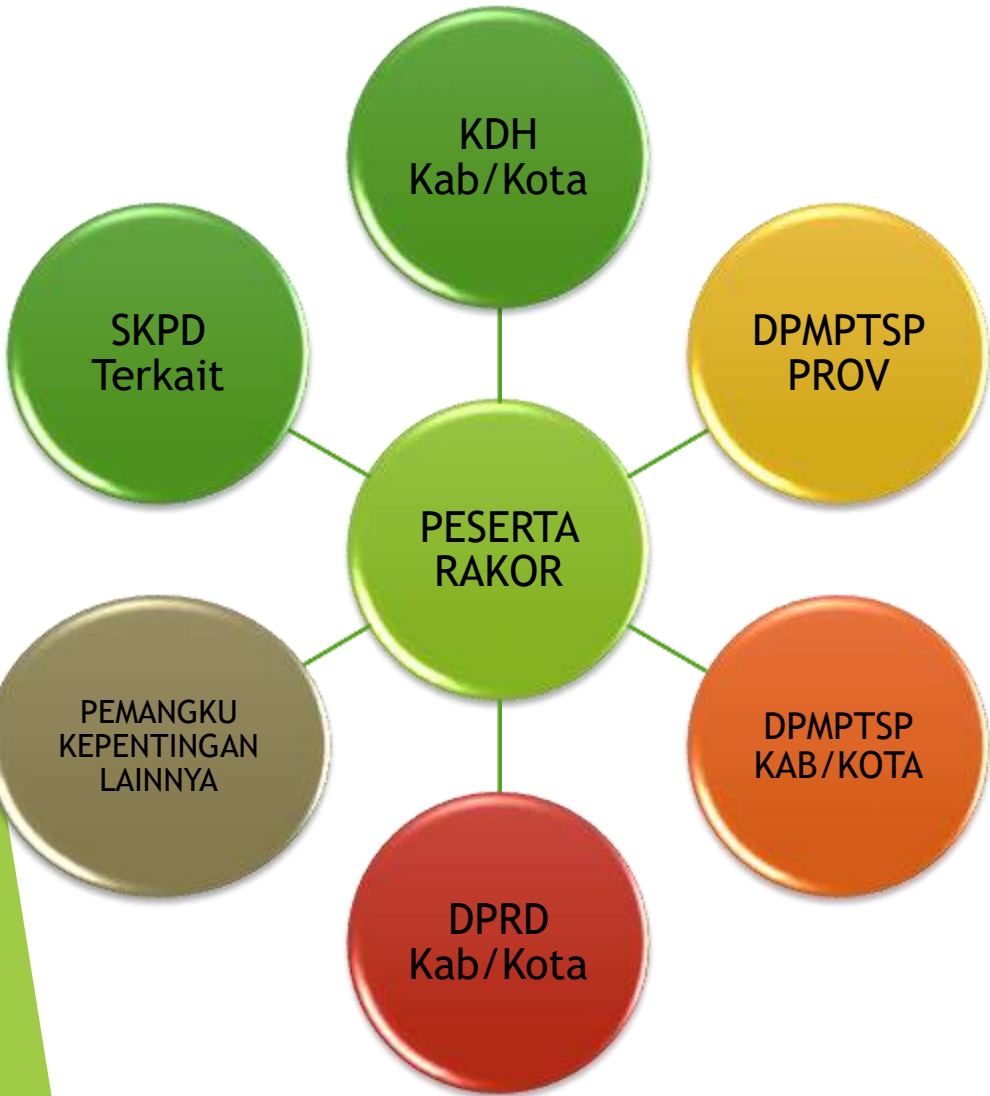 KDH
Kab/Kota
SKPD
Terkait
DPMPTSP
PROV
PESERTA
RAKOR
PEMANGKU
KEPENTINGAN
LAINNYA
DPMPTSP
KAB/KOTA
DPRD
Kab/Kota